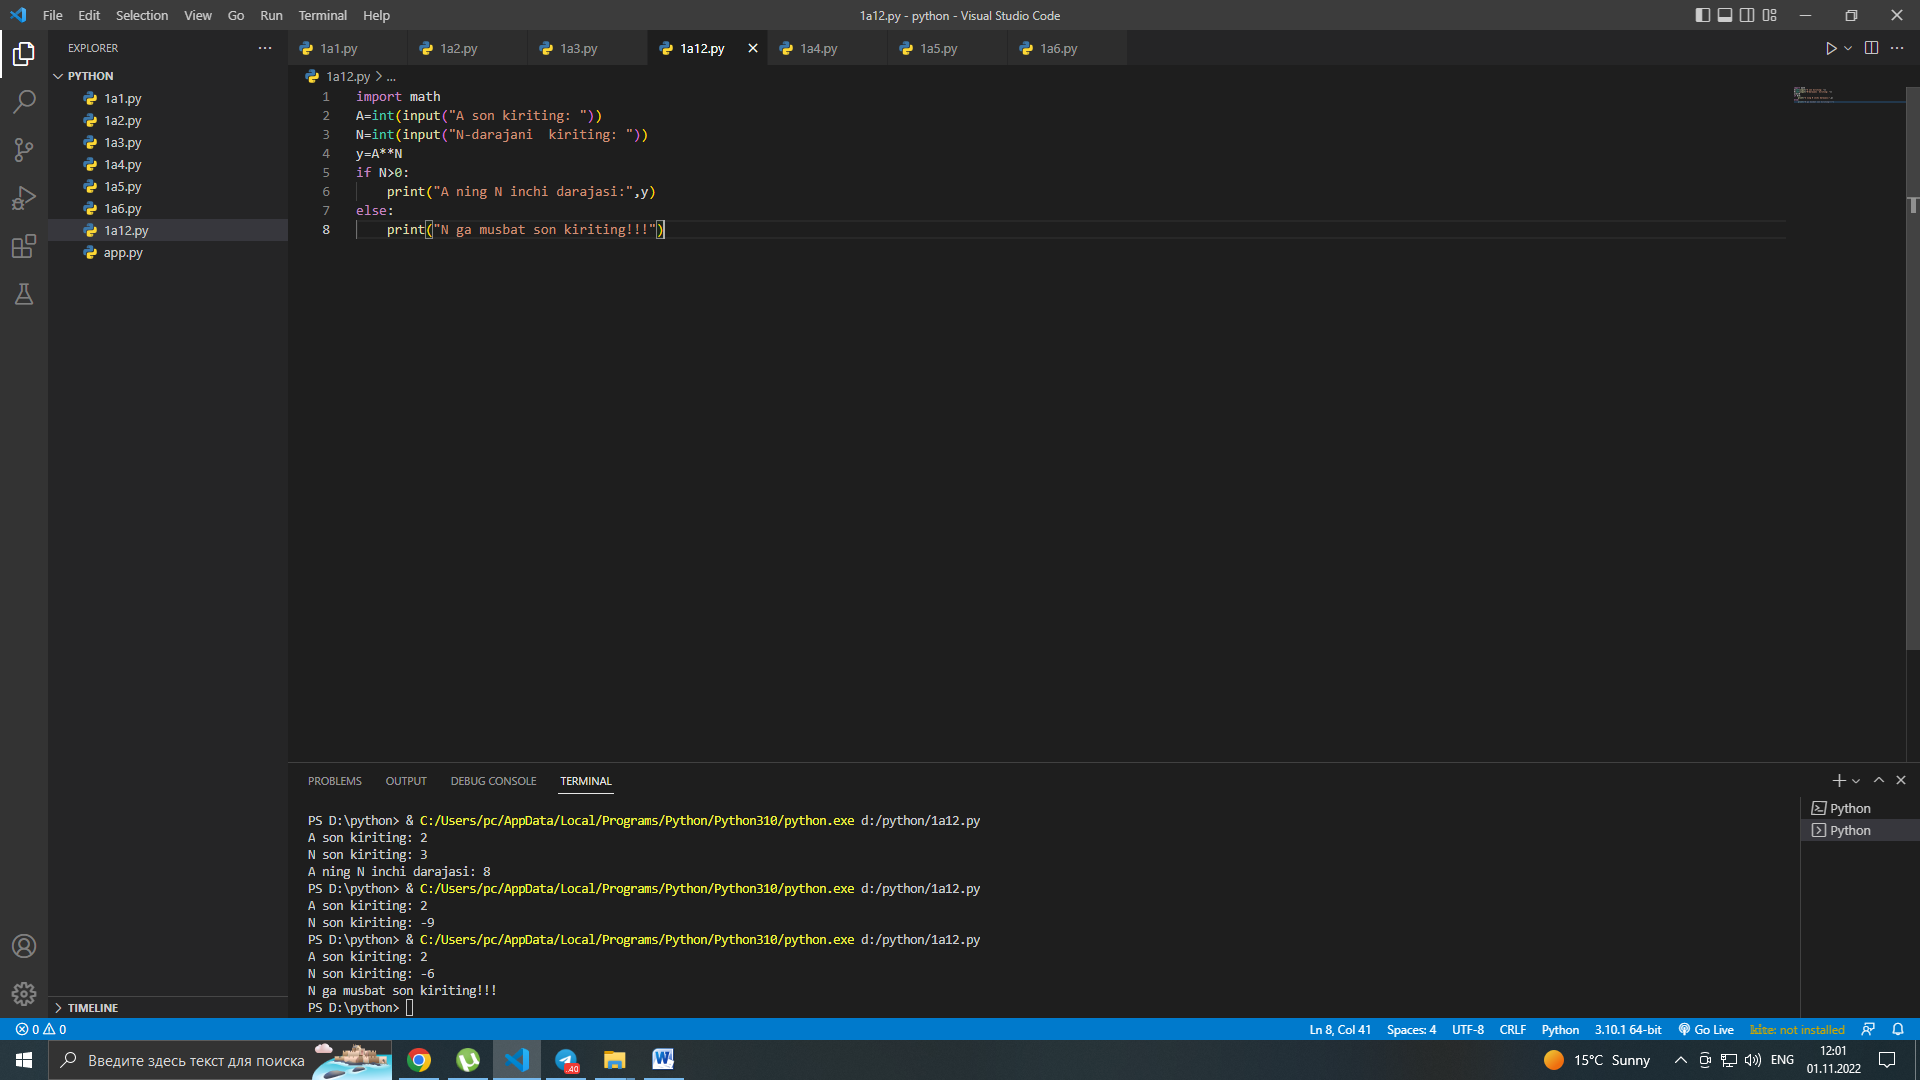 File Edit Selection View Go Run Terminal Help
1a12.py - python - Visual Studio Code
EXPLORER
PYTHON
1a1.py
1a2.py
1a3.py
1a4.py
1a5.py
1a6.py
1a12.py
app.py
TIMELINE
1a1.py 1a2.py 1a3.py 1a12.py 1a4.py 1a5.py 1a6.py
1a12.py > ...
1 import math
2 A=int(input("A son kiriting: "))
3 N=int(input("N-darajani  kiriting: "))
4 y=A**N
5 if N>0:
6     print("A ning N inchi darajasi:",y)
7 else:
8     print("N ga musbat son kiriting!!!")
PROBLEMS OUTPUT DEBUG CONSOLE TERMINAL
PS D:\python> & C:/Users/pc/AppData/Local/Programs/Python/Python310/python.exe d:/python/1a12.py
A son kiriting: 2
N son kiriting: 3
A ning N inchi darajasi: 8
PS D:\python> & C:/Users/pc/AppData/Local/Programs/Python/Python310/python.exe d:/python/1a12.py
A son kiriting: 2
N son kiriting: -9
PS D:\python> & C:/Users/pc/AppData/Local/Programs/Python/Python310/python.exe d:/python/1a12.py
A son kiriting: 2
N son kiriting: -6
N ga musbat son kiriting!!!
PS D:\python>
Python
Python
0 0
Ln 8, Col 41 Spaces: 4 UTF-8 CRLF Python 3.10.1 64-bit Go Live kite: not installed
Введите здесь текст для поиска
40
15°C Sunny
ENG
12:01
01.11.2022